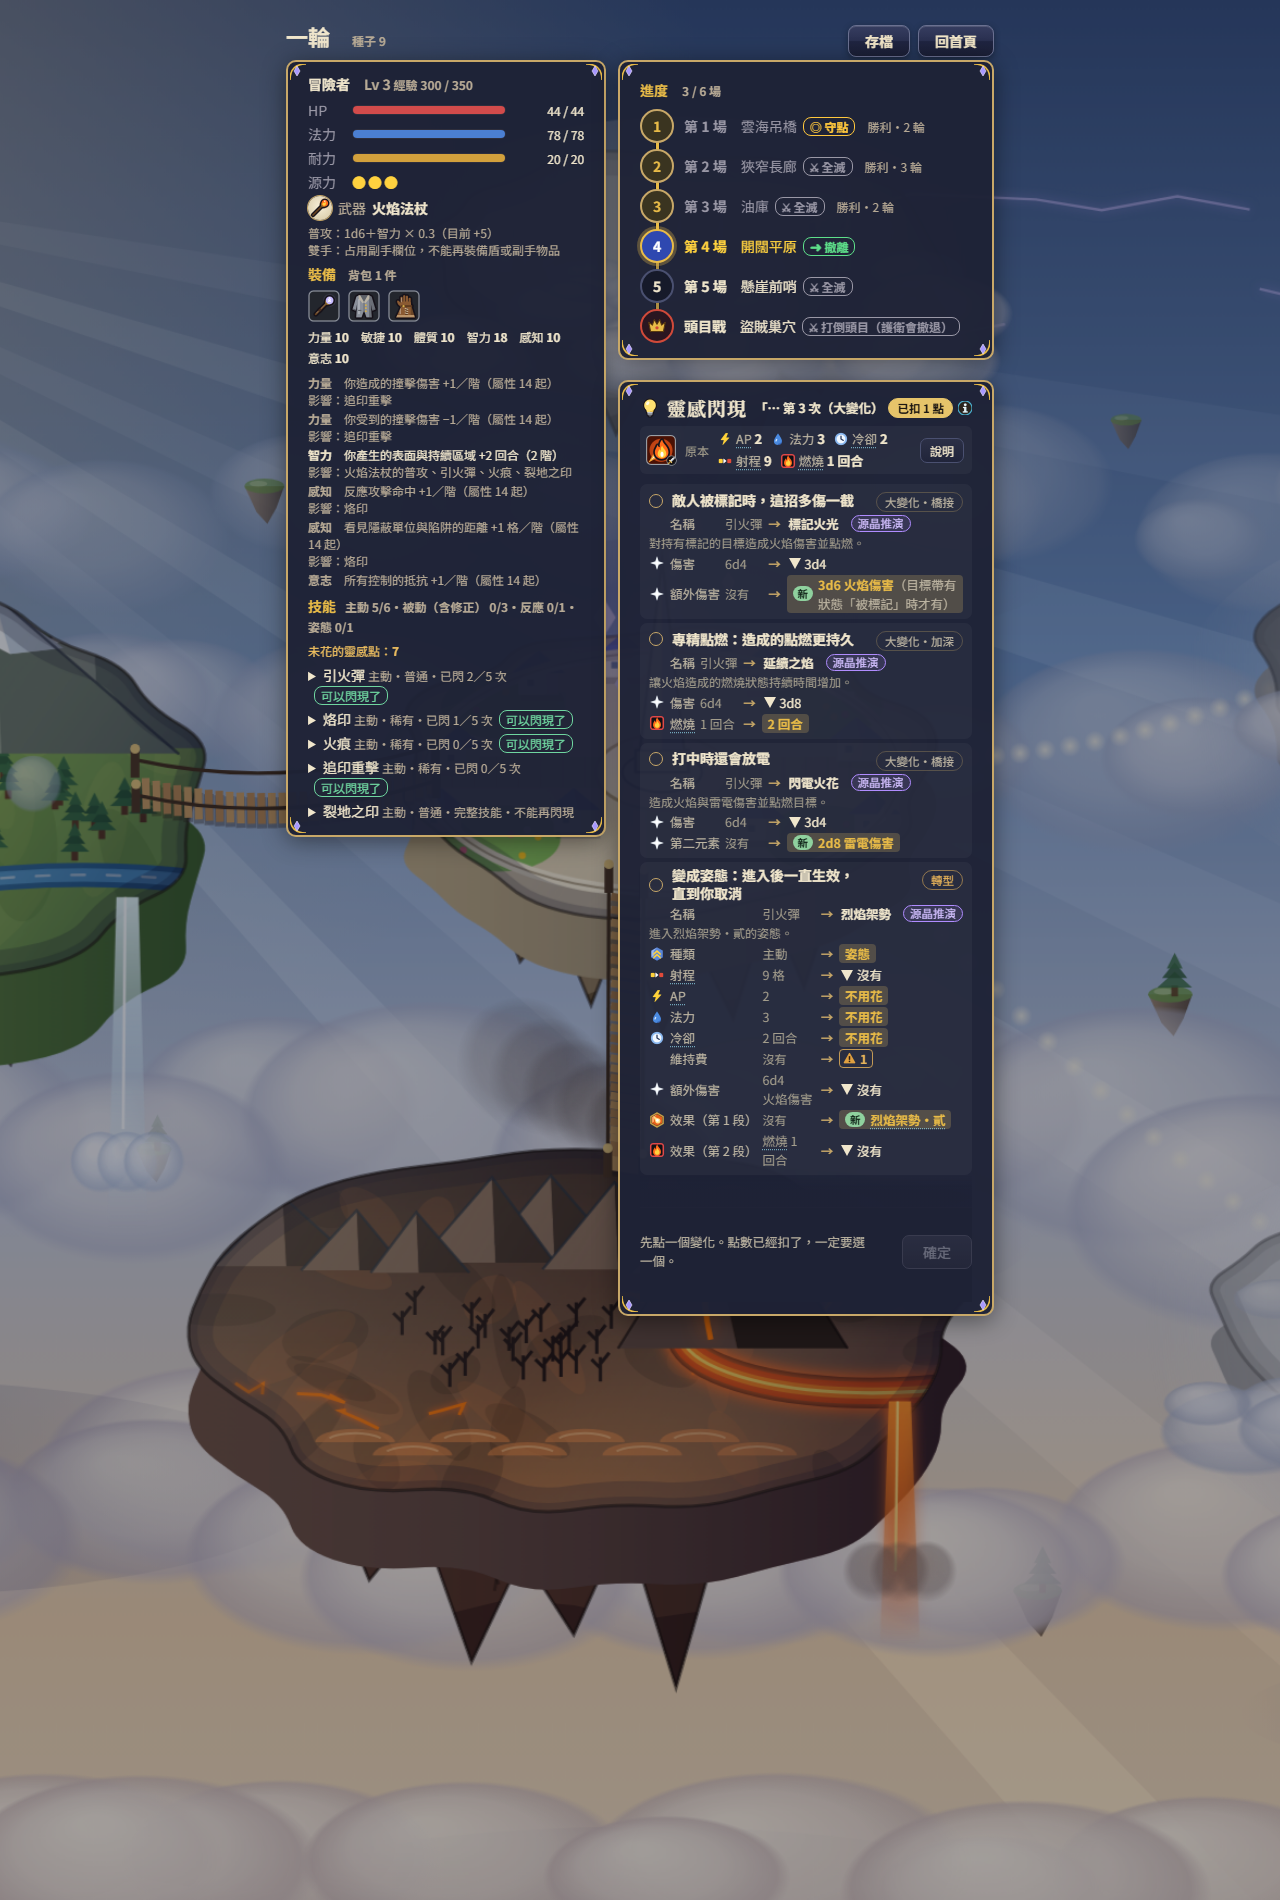 一輪 種子 9
存檔 回首頁
冒險者 Lv 3 經驗 300 / 350
HP 44 / 44
法力 78 / 78
耐力 20 / 20
源力
武器 火焰法杖
普攻：1d6＋智力 × 0.3（目前 +5）
雙手：占用副手欄位，不能再裝備盾或副手物品
裝備 背包 1 件
力量 10 敏捷 10 體質 10 智力 18 感知 10
意志 10
力量 你造成的撞擊傷害 +1／階（屬性 14 起）
影響：追印重擊
力量 你受到的撞擊傷害 −1／階（屬性 14 起）
影響：追印重擊
智力 你產生的表面與持續區域 +2 回合（2 階）
影響：火焰法杖的普攻、引火彈、火痕、裂地之印
感知 反應攻擊命中 +1／階（屬性 14 起）
影響：烙印
感知 看見隱蔽單位與陷阱的距離 +1 格／階（屬性
14 起）
影響：烙印
意志 所有控制的抵抗 +1／階（屬性 14 起）
技能 主動 5/6・被動（含修正） 0/3・反應 0/1・
姿態 0/1
未花的靈感點：7
引火彈 主動・普通・已閃 2／5 次
可以閃現了
烙印 主動・稀有・已閃 1／5 次 可以閃現了
火痕 主動・稀有・已閃 0／5 次 可以閃現了
追印重擊 主動・稀有・已閃 0／5 次
可以閃現了
裂地之印 主動・普通・完整技能・不能再閃現
進度 3 / 6 場
1 第 1 場 雲海吊橋 守點 勝利・2 輪
2 第 2 場 狹窄長廊 全滅 勝利・3 輪
3 第 3 場 油庫 全滅 勝利・2 輪
4 第 4 場 開闊平原 撤離
5 第 5 場 懸崖前哨 全滅
頭目戰 盜賊巢穴 打倒頭目（護衛會撤退）
靈感閃現 「… 第 3 次（大變化） 已扣 1 點
原本 AP 2 法力 3 冷卻 2
射程 9 燃燒 1 回合
說明
敵人被標記時，這招多傷一截 大變化・橋接
名稱 引火彈 → 標記火光 源晶推演
對持有標記的目標造成火焰傷害並點燃。
傷害 6d4 → ▼ 3d4
額外傷害 沒有 → 新 3d6 火焰傷害（目標帶有
狀態「被標記」時才有）
專精點燃：造成的點燃更持久 大變化・加深
名稱 引火彈 → 延續之焰 源晶推演
讓火焰造成的燃燒狀態持續時間增加。
傷害 6d4 → ▼ 3d8
燃燒 1 回合 → 2 回合
打中時還會放電 大變化・橋接
名稱 引火彈 → 閃電火花 源晶推演
造成火焰與雷電傷害並點燃目標。
傷害 6d4 → ▼ 3d4
第二元素 沒有 → 新 2d8 雷電傷害
變成姿態：進入後一直生效，
直到你取消 轉型
名稱 引火彈 → 烈焰架勢 源晶推演
進入烈焰架勢・貳的姿態。
種類 主動 → 姿態
射程 9 格 → ▼ 沒有
AP 2 → 不用花
法力 3 → 不用花
冷卻 2 回合 → 不用花
維持費 沒有 → 1
額外傷害 6d4
火焰傷害 → ▼ 沒有
效果（第 1 段） 沒有 → 新 烈焰架勢・貳
效果（第 2 段） 燃燒 1
回合 → ▼ 沒有
先點一個變化。點數已經扣了，一定要選
一個。
確定